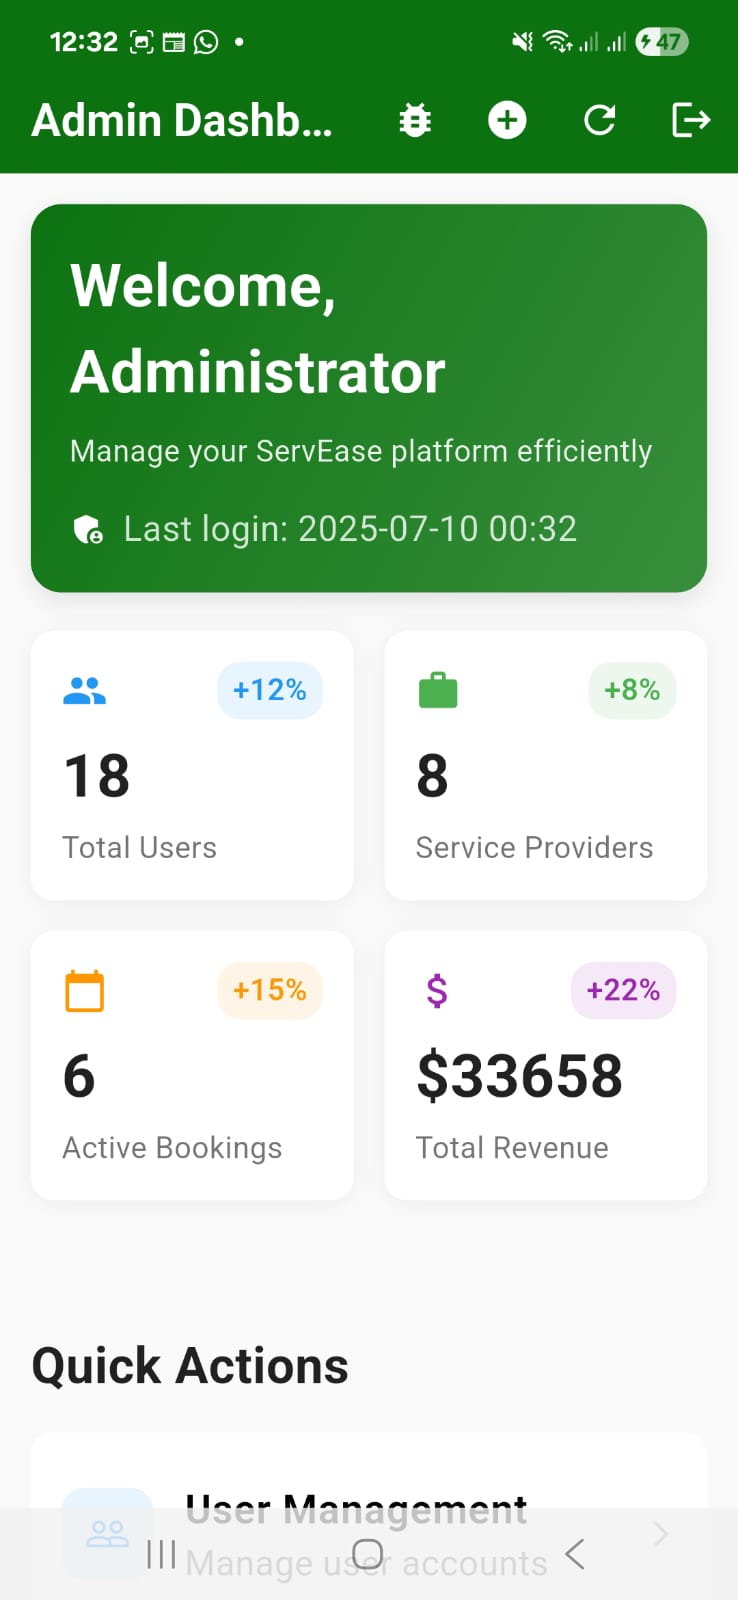 12:32
47
Admin Dashb...
Welcome,
Administrator
Manage your ServEase platform efficiently
Last login: 2025-07-10 00:32
+12%
18
Total Users
+8%
8
Service Providers
+15%
6
Active Bookings
$
+22%
$33658
Total Revenue
Quick Actions
User Management
Manage user accounts